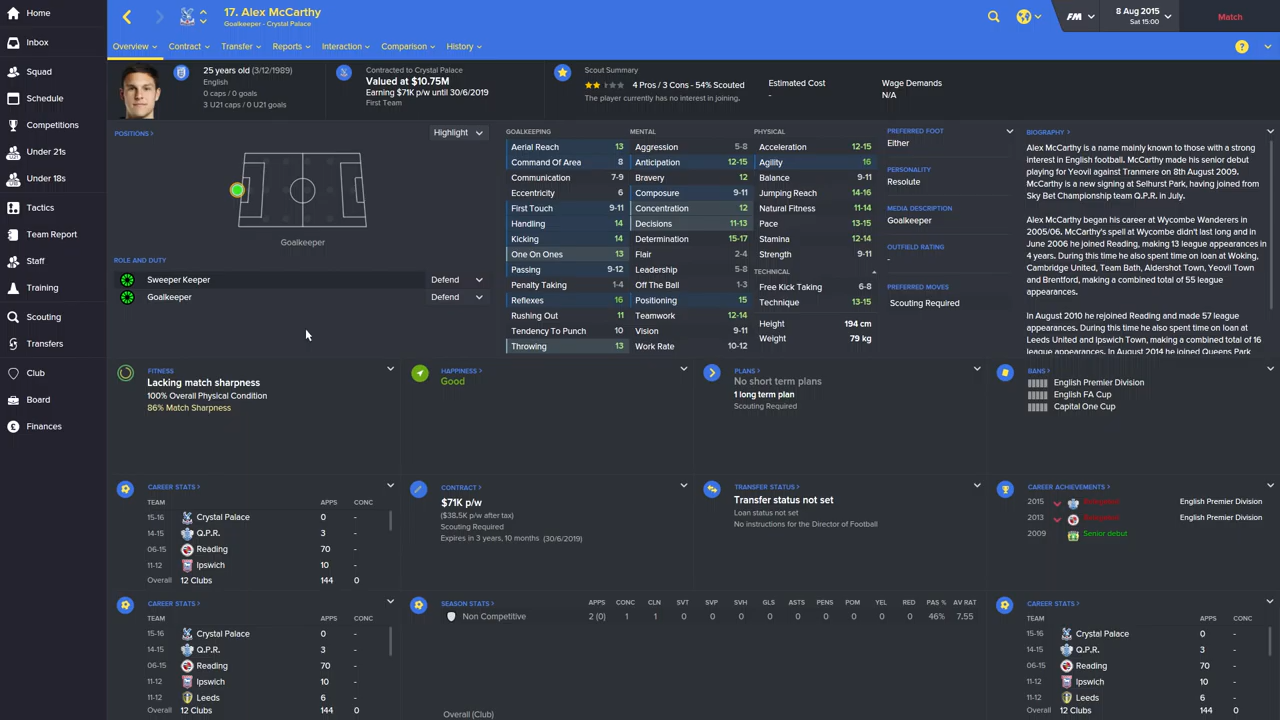 Home
Inbox
Squad
Schedule
Competitions
Under 21s
Under 18s
Tactics
Team Report
Staff
Training
Scouting
Transfers
Club
Board
Finances
17. Alex McCarthy
Goalkeeper - Crystal Palace
FM
8 Aug 2015
Sat 15:00
Match
Overview
Contract
Transfer
Reports
Interaction
Comparison
History
?
25 years old (3/12/1989)
English
0 caps / 0 goals
3 U21 caps / 0 U21 goals
Contracted to Crystal Palace
Valued at $10.75M
Earning $71K p/w until 30/6/2019
First Team
Scout Summary
4 Pros / 3 Cons - 54% Scouted
The player currently has no interest in joining.
Estimated Cost
-
Wage Demands
N/A
POSITIONS >
Highlight
Goalkeeper
ROLE AND DUTY
Sweeper Keeper Defend
Goalkeeper Defend
GOALKEEPING
Aerial Reach 13
Command Of Area 8
Communication 7-9
Eccentricity 6
First Touch 9-11
Handling 14
Kicking 14
One On Ones 13
Passing 9-12
Penalty Taking 1-4
Reflexes 16
Rushing Out 11
Tendency To Punch 10
Throwing 13
MENTAL
Aggression 5-8
Anticipation 12-15
Bravery 12
Composure 9-11
Concentration 12
Decisions 11-13
Determination 15-17
Flair 2-4
Leadership 5-8
Off The Ball 1-3
Positioning 15
Teamwork 12-14
Vision 9-11
Work Rate 10-12
PHYSICAL
Acceleration 12-15
Agility 16
Balance 9-11
Jumping Reach 14-16
Natural Fitness 11-14
Pace 13-15
Stamina 12-14
Strength 9-11
TECHNICAL
Free Kick Taking 6-8
Technique 13-15
Height 194 cm
Weight 79 kg
PREFERRED FOOT
Either
PERSONALITY
Resolute
MEDIA DESCRIPTION
Goalkeeper
OUTFIELD RATING
-
PREFERRED MOVES
Scouting Required
BIOGRAPHY >
Alex McCarthy is a name mainly known to those with a strong
interest in English football. McCarthy made his senior debut
playing for Yeovil against Tranmere on 8th August 2009.
McCarthy is a new signing at Selhurst Park, having joined from
Sky Bet Championship team Q.P.R. in July.
Alex McCarthy began his career at Wycombe Wanderers in
2005/06. McCarthy's spell at Wycombe didn't last long and in
June 2006 he joined Reading, making 13 league appearances in
4 years. During this time he also spent time on loan at Woking,
Cambridge United, Team Bath, Aldershot Town, Yeovil Town
and Brentford, making a combined total of 55 league
appearances.
In August 2010 he rejoined Reading and made 57 league
appearances. During this time he also spent time on loan at
Leeds United and Ipswich Town, making a combined total of 16
league appearances. In August 2014 he joined Queens Park
FITNESS
Lacking match sharpness
100% Overall Physical Condition
86% Match Sharpness
HAPPINESS >
Good
PLANS >
No short term plans
1 long term plan
Scouting Required
BANS >
English Premier Division
English FA Cup
Capital One Cup
CAREER STATS >
TEAM APPS CONC
15-16 Crystal Palace 0 -
14-15 Q.P.R. 3 -
06-15 Reading 70 -
11-12 Ipswich 10 -
Overall 12 Clubs 144 0
CONTRACT >
$71K p/w
($38.5K p/w after tax)
Scouting Required
Expires in 3 years, 10 months (30/6/2019)
TRANSFER STATUS >
Transfer status not set
Loan status not set
No instructions for the Director of Football
CAREER ACHIEVEMENTS >
2015 Relegation English Premier Division
2013 Relegation English Premier Division
2009 Senior debut
CAREER STATS >
TEAM APPS CONC
15-16 Crystal Palace 0 -
14-15 Q.P.R. 3 -
06-15 Reading 70 -
11-12 Ipswich 10 -
11-12 Leeds 6 -
Overall 12 Clubs 144 0
SEASON STATS > APPS CONC CLN SVT SVP SVH GLS ASTS PENS POM YEL RED PAS % AV RAT
Non Competitive 2 (0) 1 1 0 0 0 0 0 0 0 0 0 46% 7.55
Overall (Club)
CAREER STATS >
TEAM APPS CONC
15-16 Crystal Palace 0 -
14-15 Q.P.R. 3 -
06-15 Reading 70 -
11-12 Ipswich 10 -
11-12 Leeds 6 -
Overall 12 Clubs 144 0